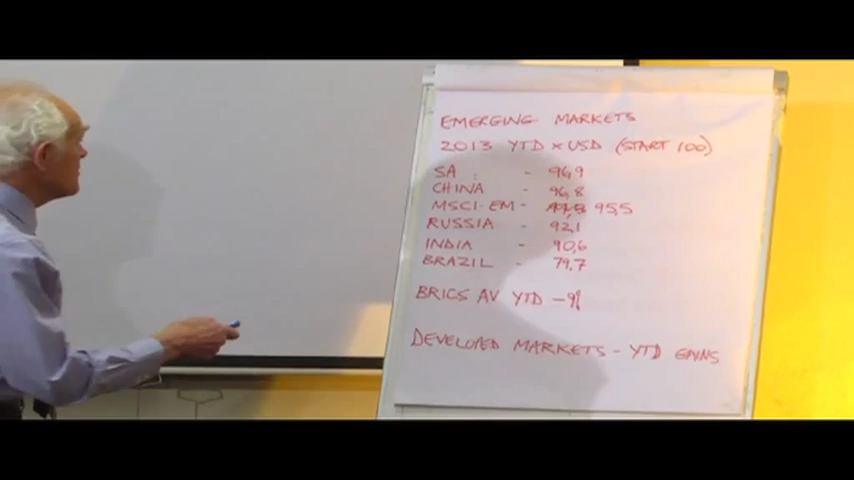 EMERGING MARKETS
2013 YTD x USD (START 100)
SA - 96,9
CHINA - 96,8
MSCI-EM - 95,5
RUSSIA - 92,1
INDIA - 90,6
BRAZIL - 79,7
BRICS AV YTD -9%
DEVELOPED MARKETS - YTD GAINS